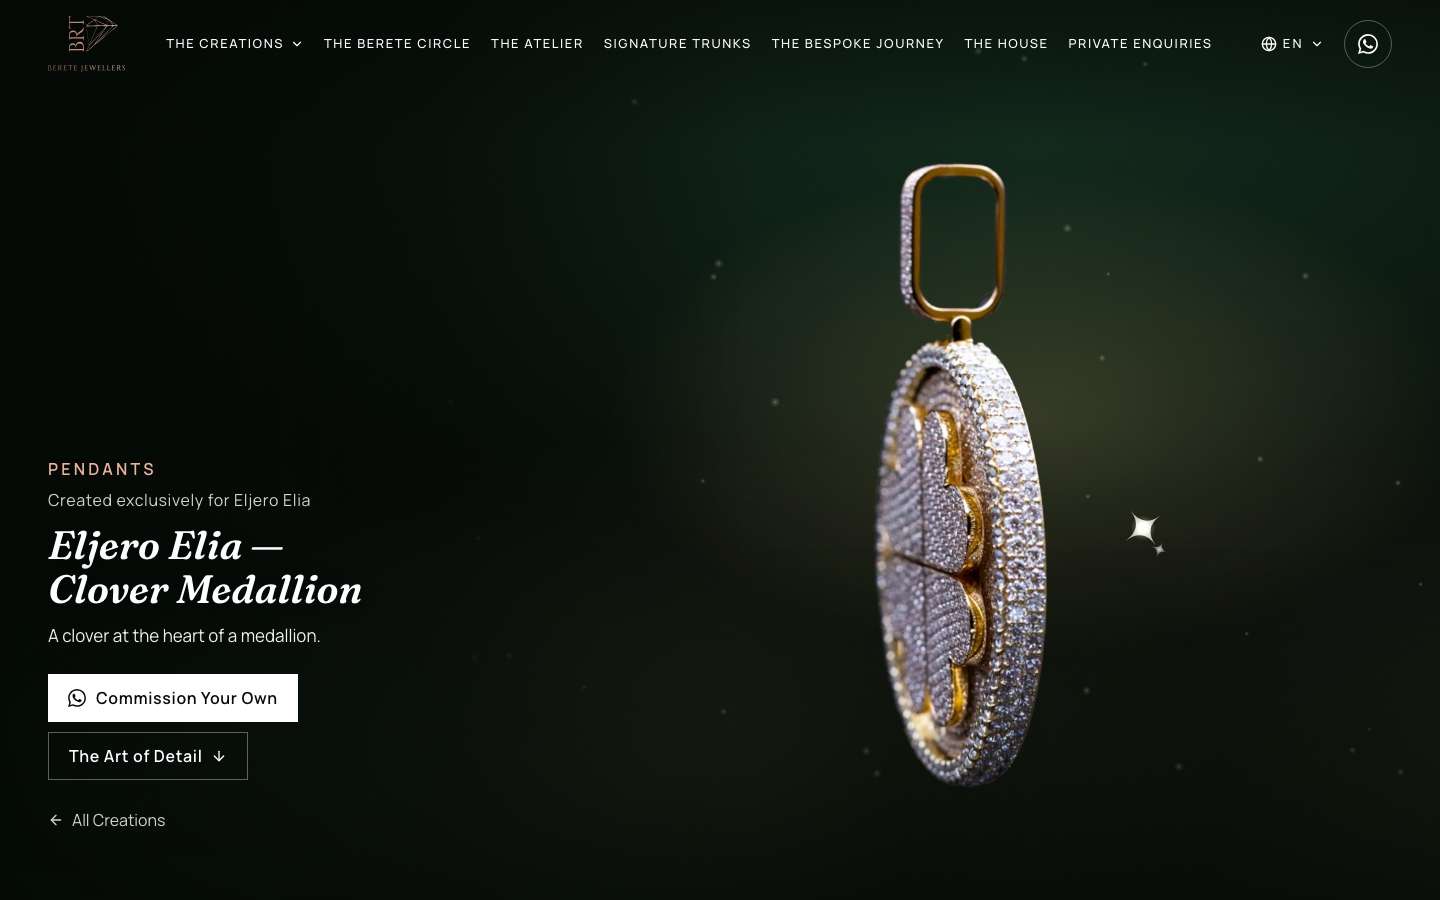 BRT
BERETE JEWELLERS
THE CREATIONS
THE BERETE CIRCLE
THE ATELIER
SIGNATURE TRUNKS
THE BESPOKE JOURNEY
THE HOUSE
PRIVATE ENQUIRIES
EN
PENDANTS
Created exclusively for Eljero Elia
Eljero Elia —
Clover Medallion
A clover at the heart of a medallion.
Commission Your Own
The Art of Detail
All Creations